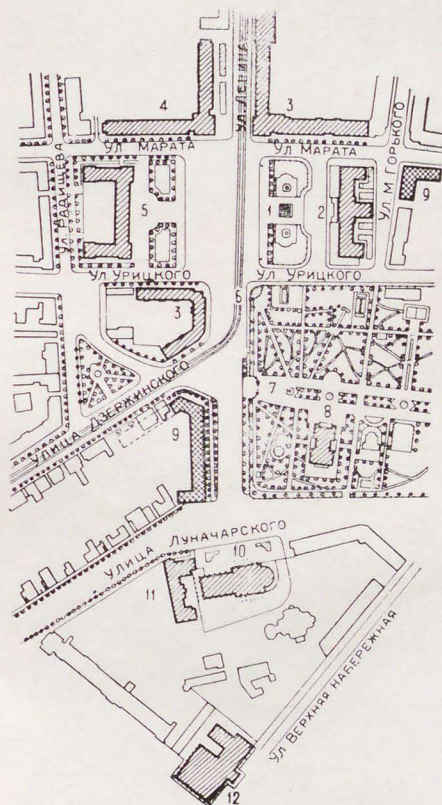 УЛ ЛЕНИНА
4
3
УЛ МАРАТА
УЛ МАРАТА
УЛ РАДИЩЕВА
УЛ М ГОРЬКОГО
9
5
1
2
УЛ УРИЦКОГО
УЛ УРИЦКОГО
6
3
7
8
УЛИЦА ДЗЕРЖИНСКОГО
9
УЛИЦА ЛУНАЧАРСКОГО
10
11
УЛ ВЕРХНЯЯ НАБЕРЕЖНАЯ
12